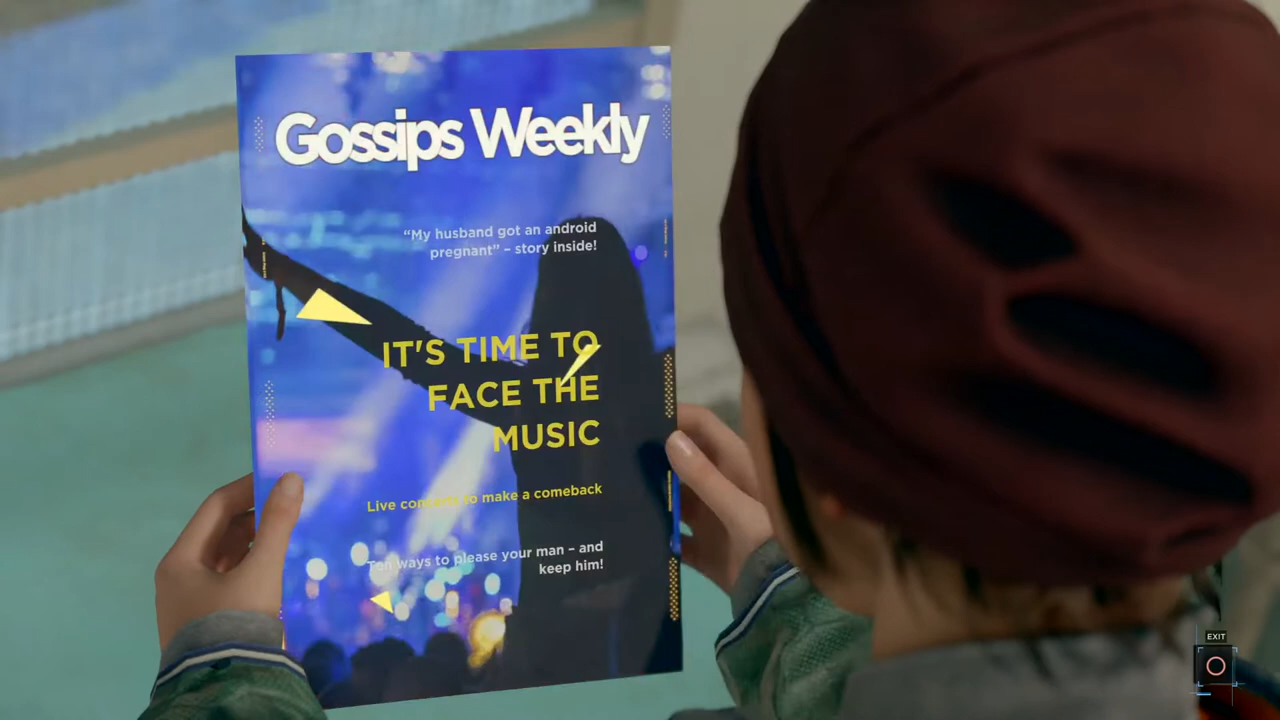 Gossips Weekly
“My husband got an android
pregnant” – story inside!
IT'S TIME TO
FACE THE
MUSIC
Live concerts to make a comeback
Ten ways to please your man – and
keep him!
EXIT